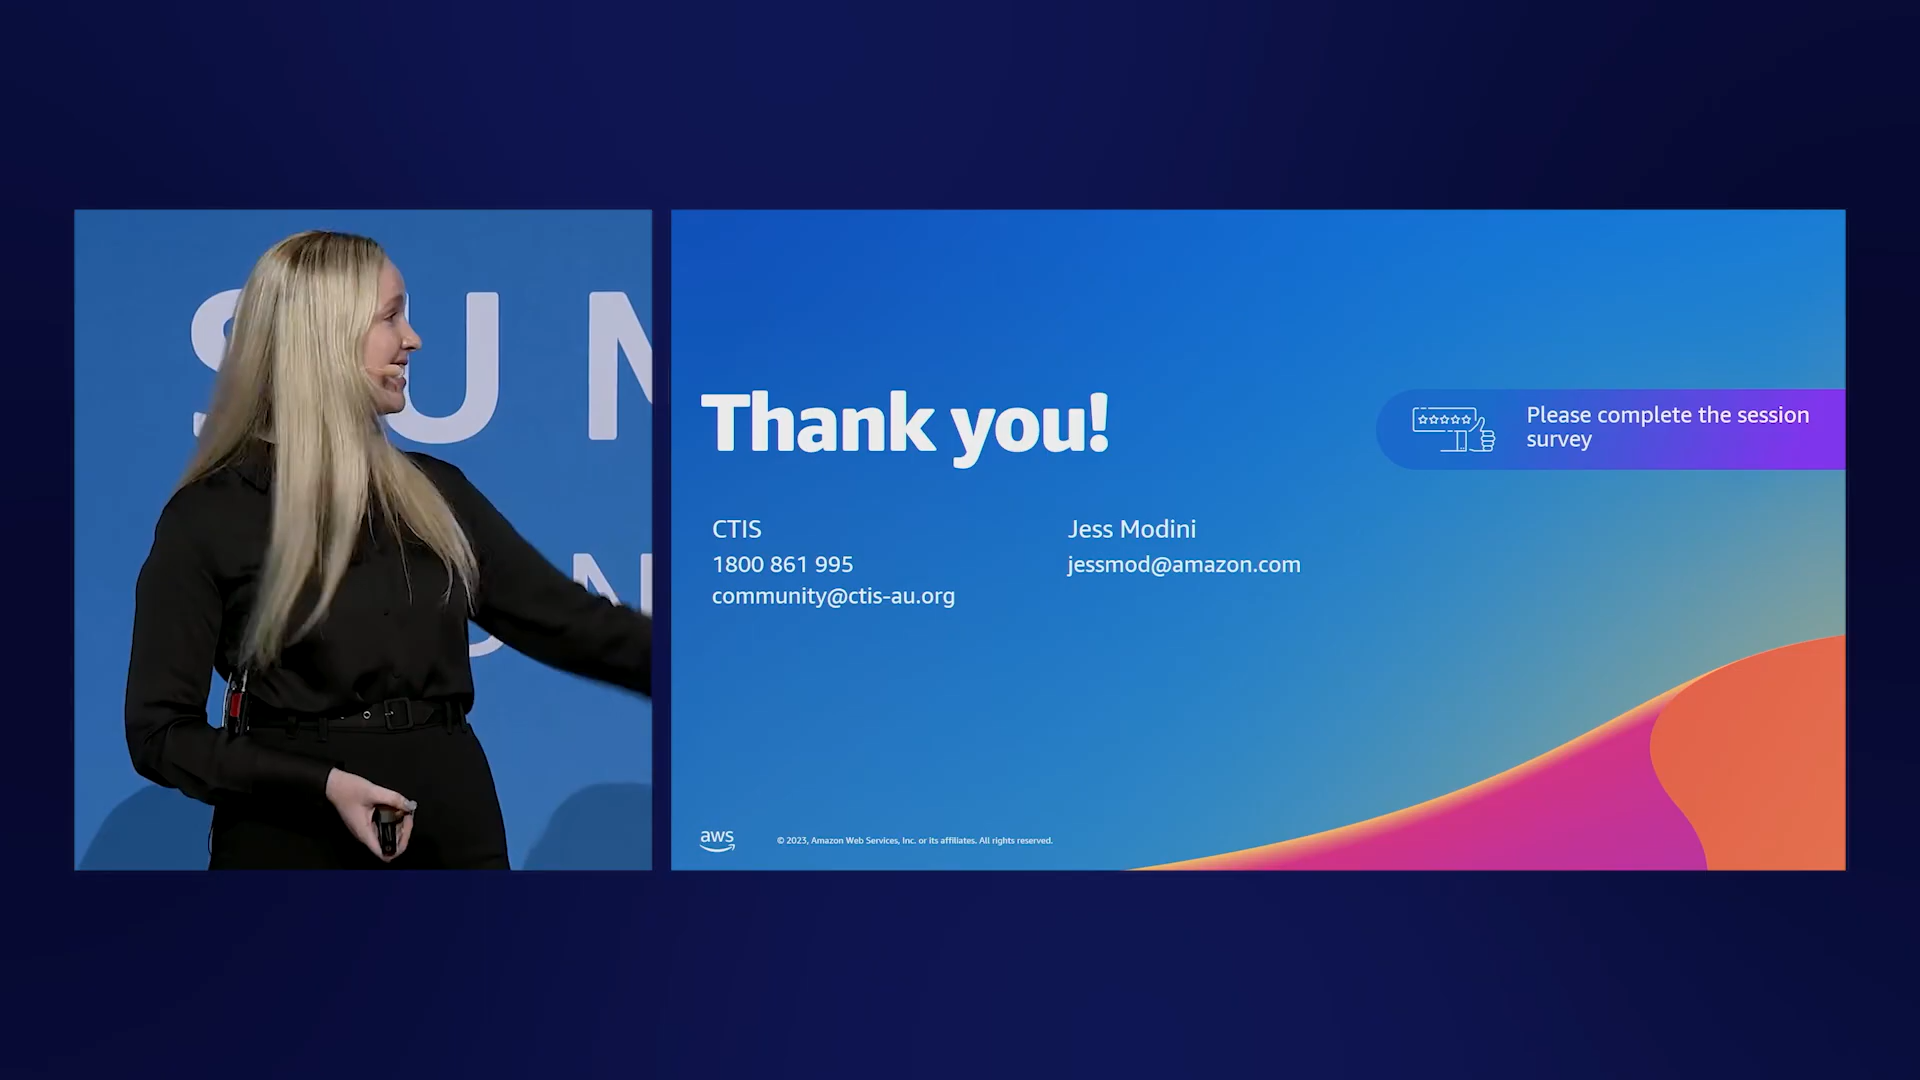 SUM
N
Thank you!
Please complete the session
survey
CTIS
1800 861 995
community@ctis-au.org
Jess Modini
jessmod@amazon.com
aws
© 2023, Amazon Web Services, Inc. or its affiliates. All rights reserved.